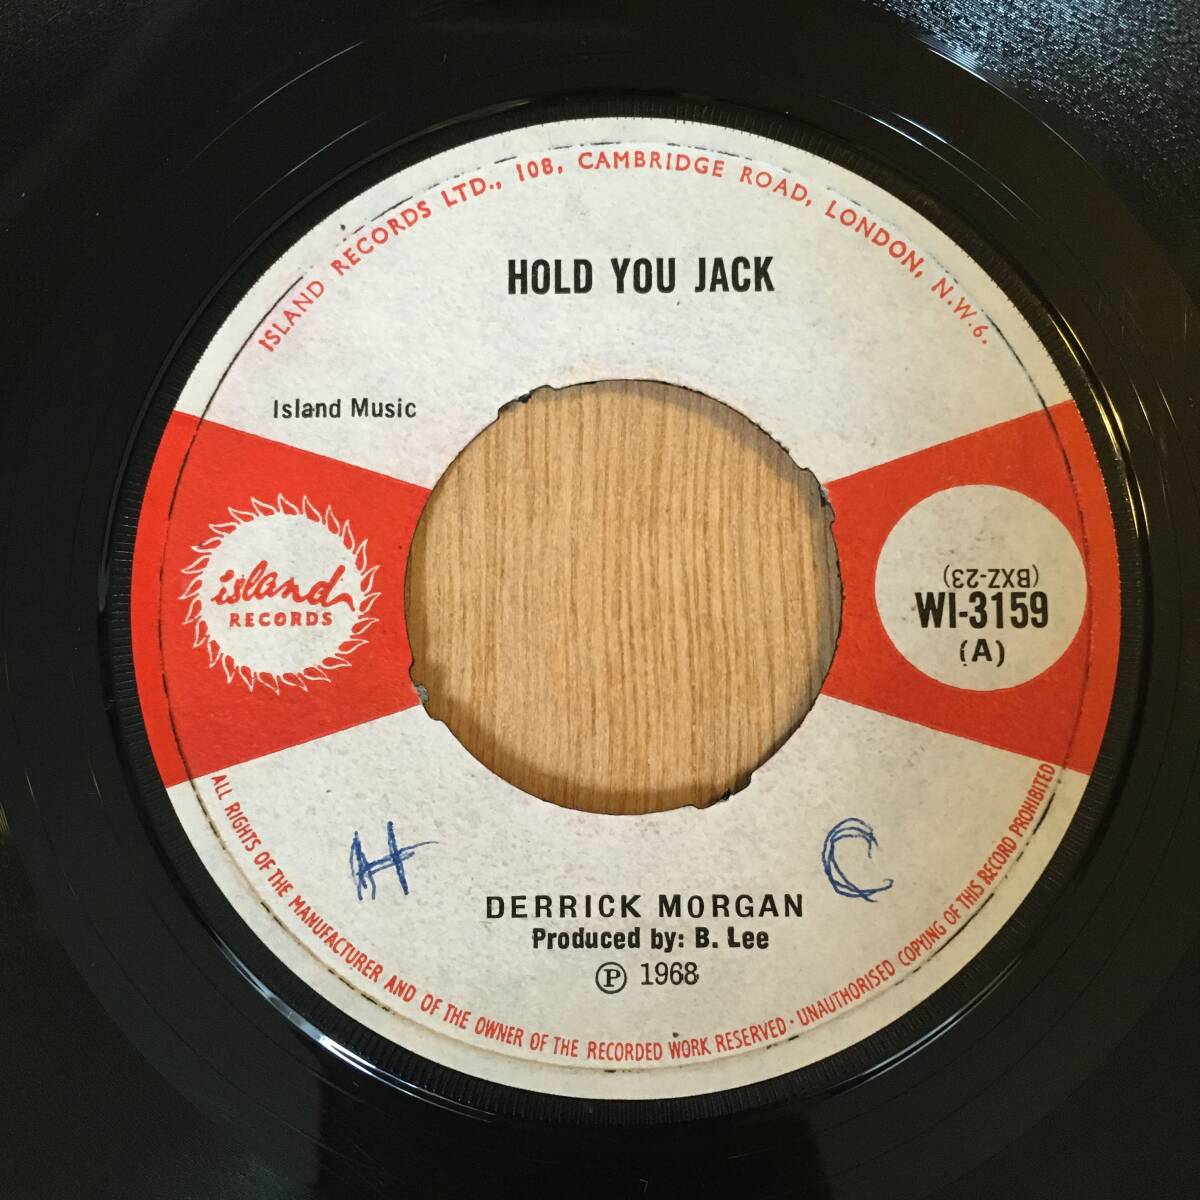 ISLAND RECORDS LTD., 108, CAMBRIDGE ROAD, LONDON, N.W.6.
HOLD YOU JACK
Island Music
island
RECORDS
(BXZ-23)
WI-3159
(A)
H C
DERRICK MORGAN
Produced by: B. Lee
Ⓟ 1968
ALL RIGHTS OF THE MANUFACTURER AND OF THE OWNER OF THE RECORDED WORK RESERVED · UNAUTHORISED COPYING OF THIS RECORD PROHIBITED